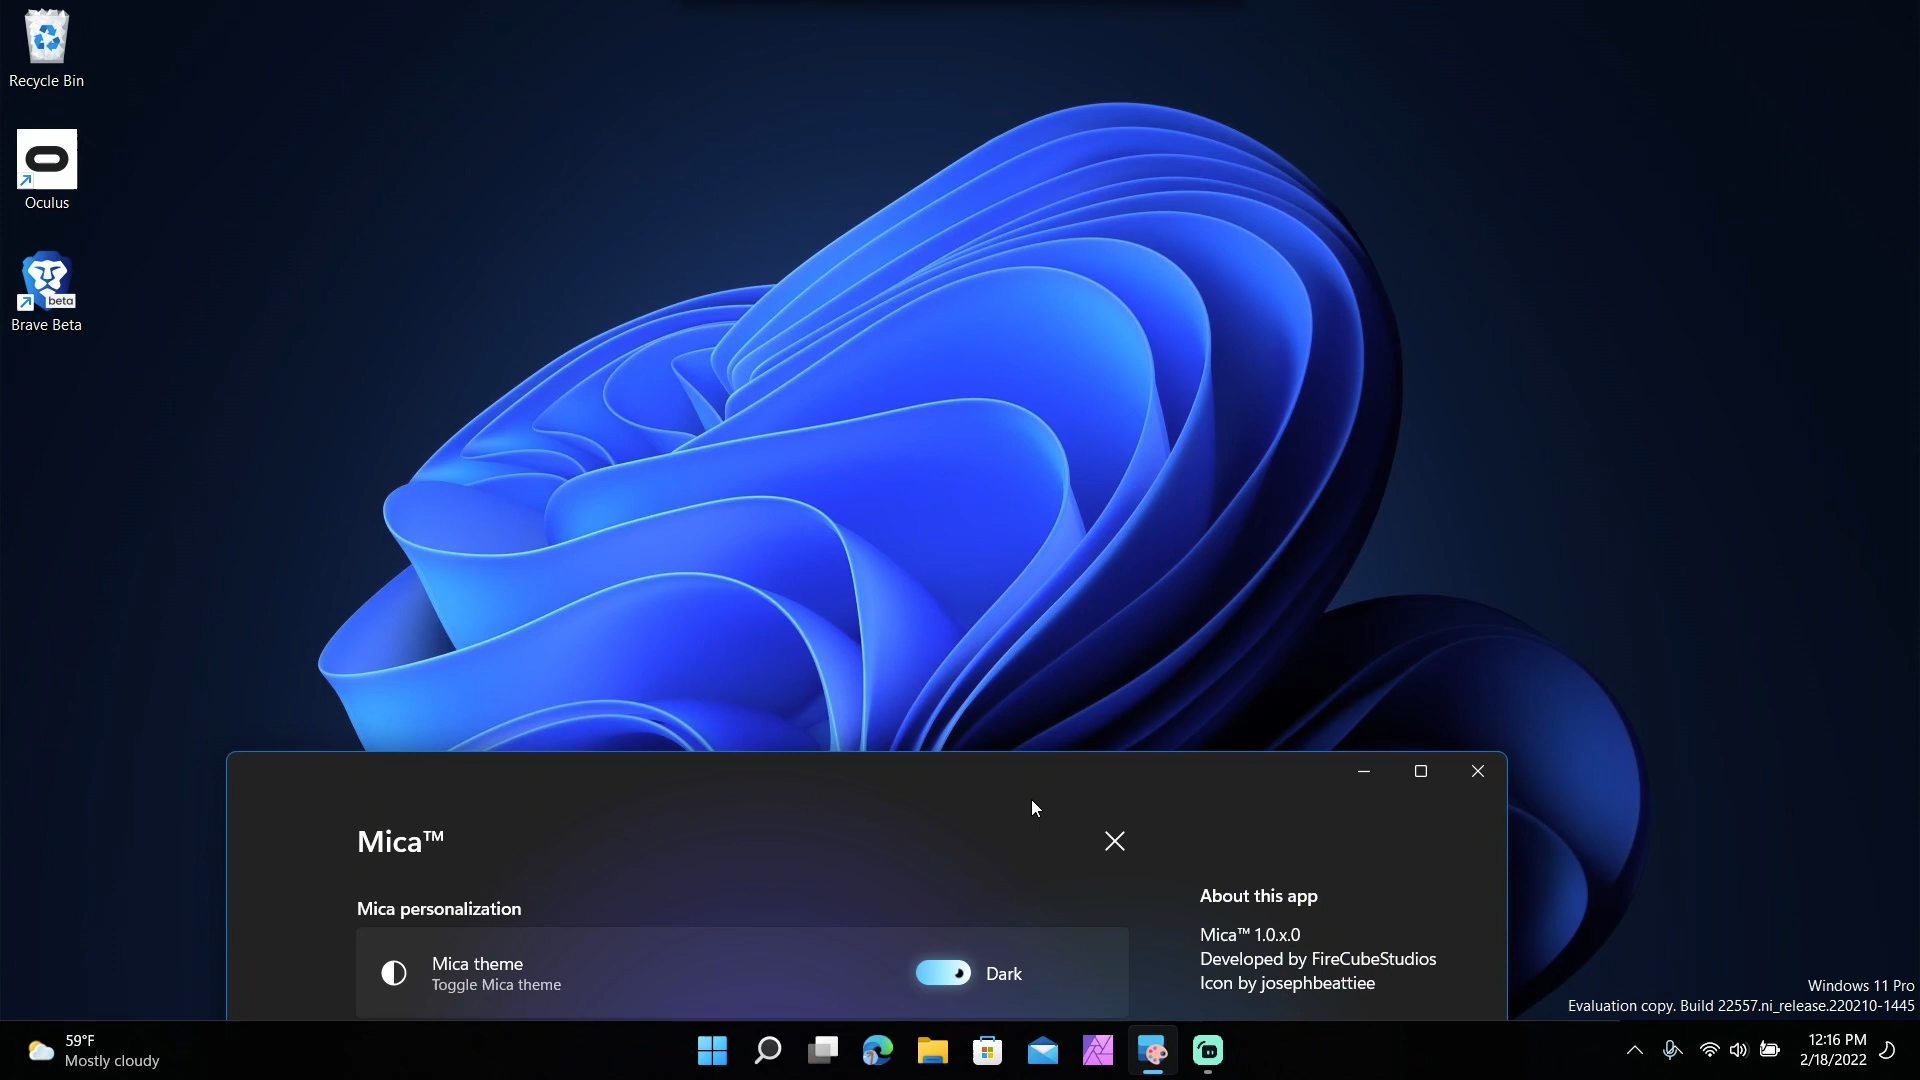 Recycle Bin
Oculus
beta
Brave Beta
Mica™
Mica personalization
Mica theme
Toggle Mica theme
Dark
About this app
Mica™ 1.0.x.0
Developed by FireCubeStudios
Icon by josephbeattiee
Windows 11 Pro
Evaluation copy. Build 22557.ni_release.220210-1445
59°F
Mostly cloudy
12:16 PM
2/18/2022